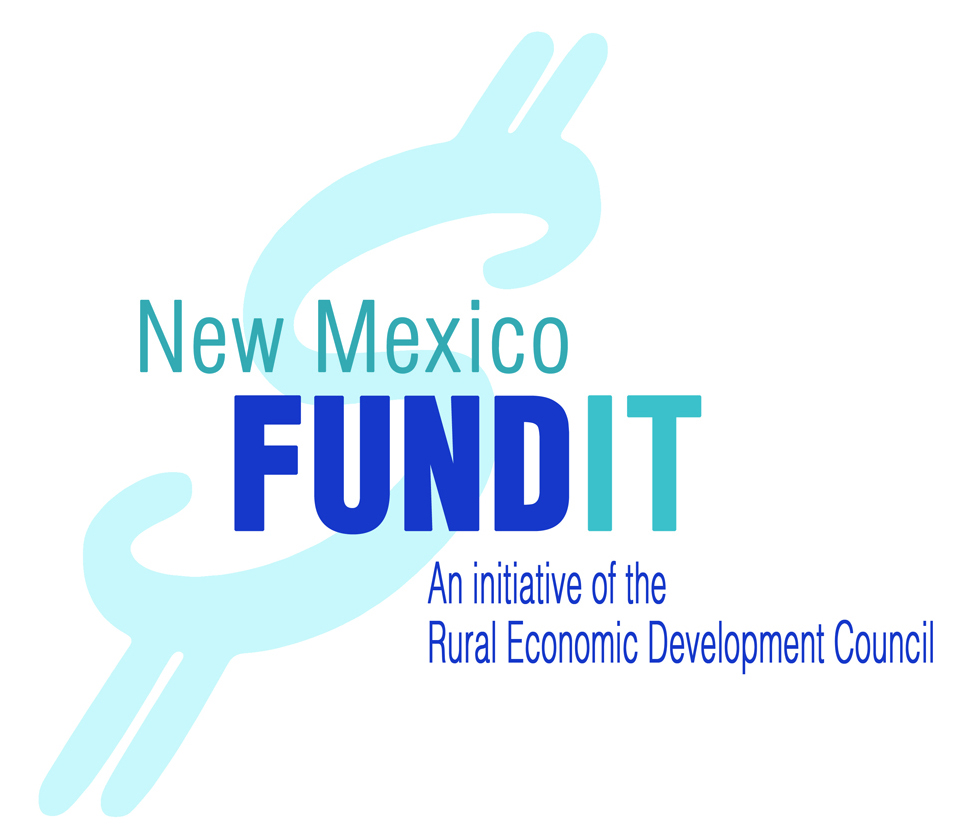 New Mexico
FUNDIT
An initiative of the
Rural Economic Development Council